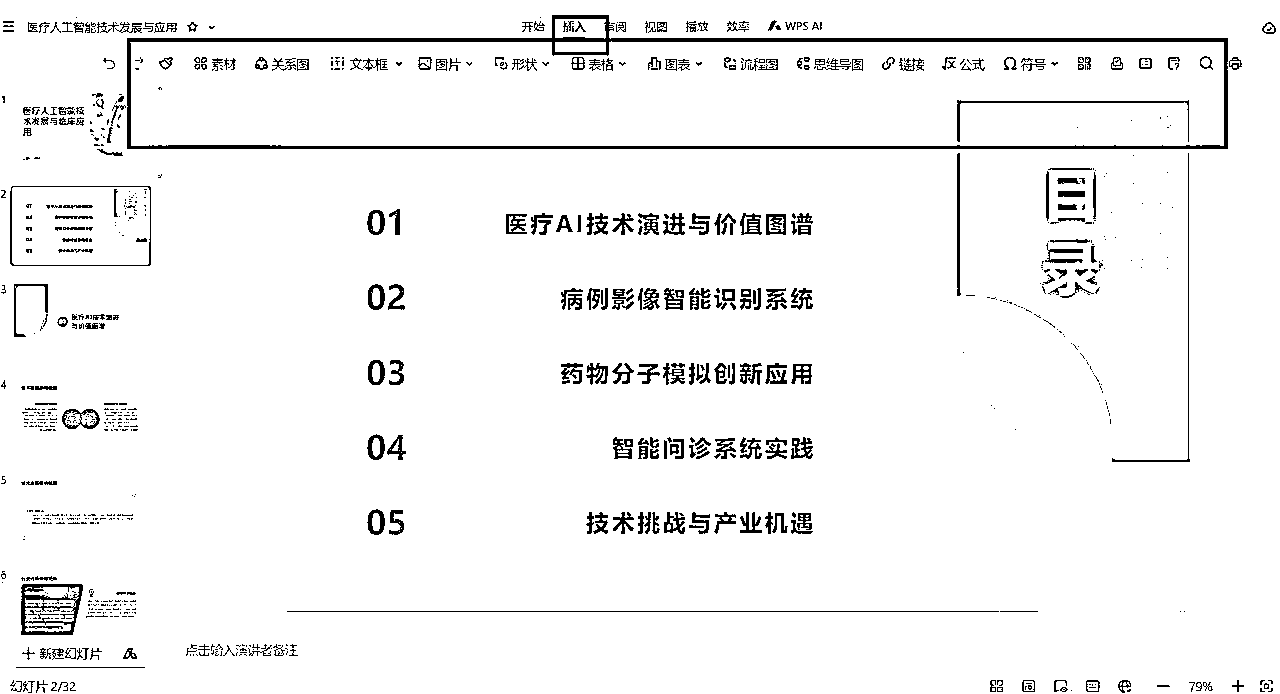 医疗人工智能技术发展与应用
开始 插入 审阅 视图 播放 效率 WPS AI
素材 关系图 文本框 图片 形状 表格 图表 流程图 思维导图 链接 公式 符号
1
医疗人工智能技
术发展与临床应
用
2
3
医疗AI技术演进
与价值图谱
4
5
6
目
录
01 医疗AI技术演进与价值图谱
02 病例影像智能识别系统
03 药物分子模拟创新应用
04 智能问诊系统实践
05 技术挑战与产业机遇
新建幻灯片
点击输入演讲者备注
幻灯片 2/32
79%